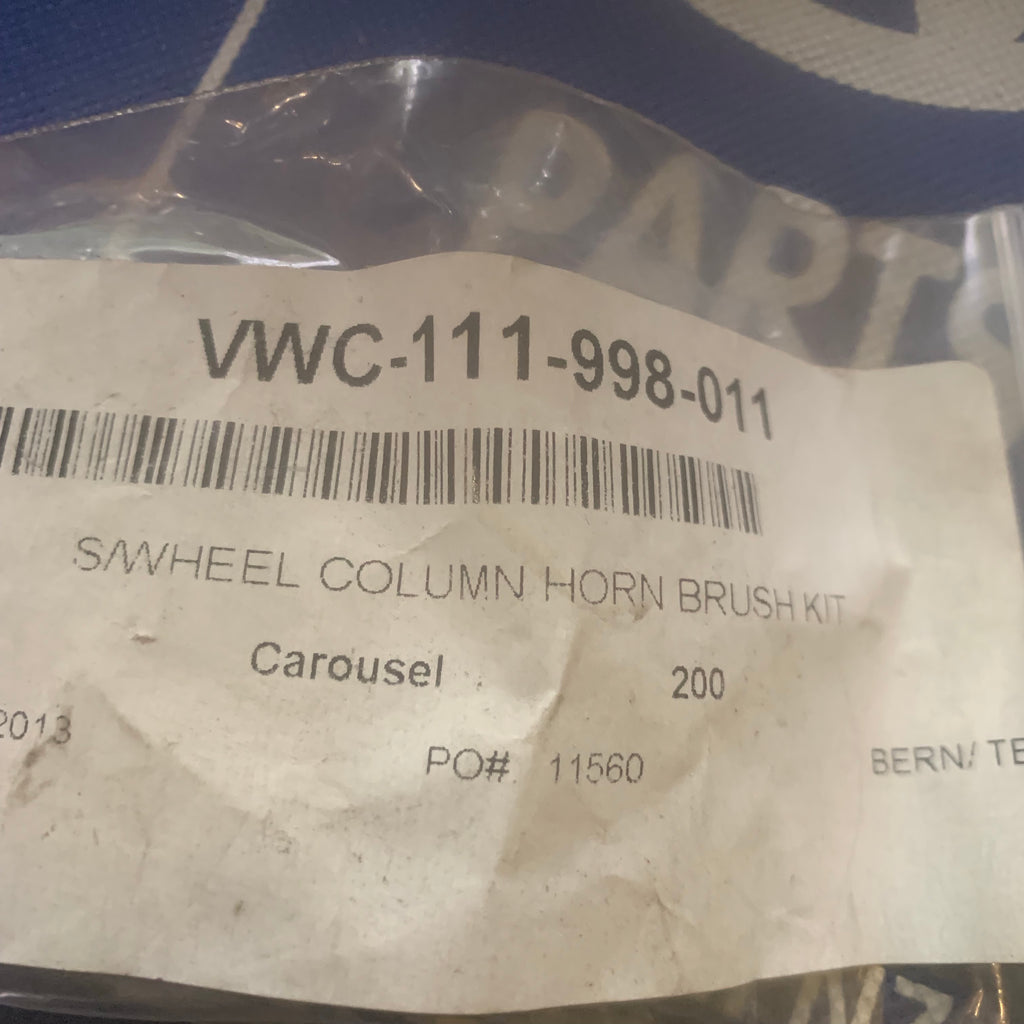 PARTS
VWC-111-998-011
S/WHEEL COLUMN HORN BRUSH KIT
Carousel 200
2013
PO#: 11560 BERN/ TE